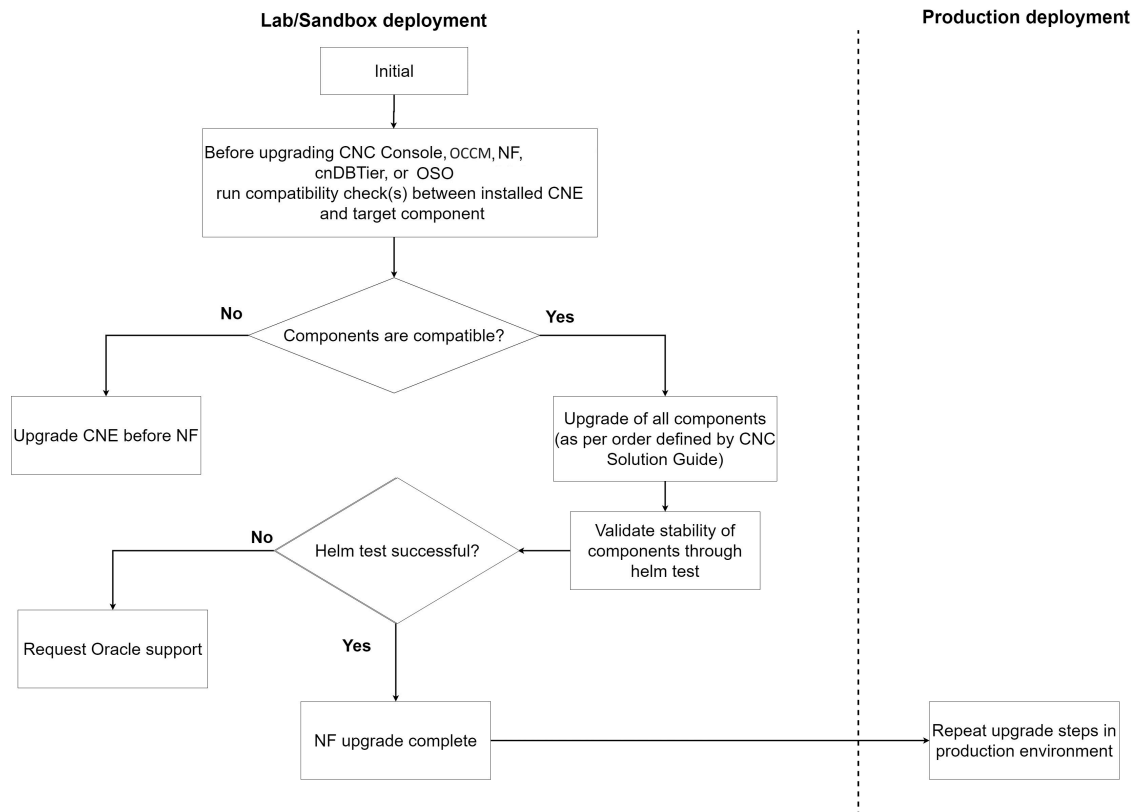 Lab/Sandbox deployment
Production deployment
Initial
Before upgrading CNC Console, OCCM, NF,
cnDBTier, or OSO
run compatibility check(s) between installed CNE
and target component
No
Yes
Components are compatible?
Upgrade CNE before NF
Upgrade of all components
(as per order defined by CNC
Solution Guide)
Validate stability of
components through
helm test
Helm test successful?
No
Request Oracle support
Yes
NF upgrade complete
Repeat upgrade steps in
production environment